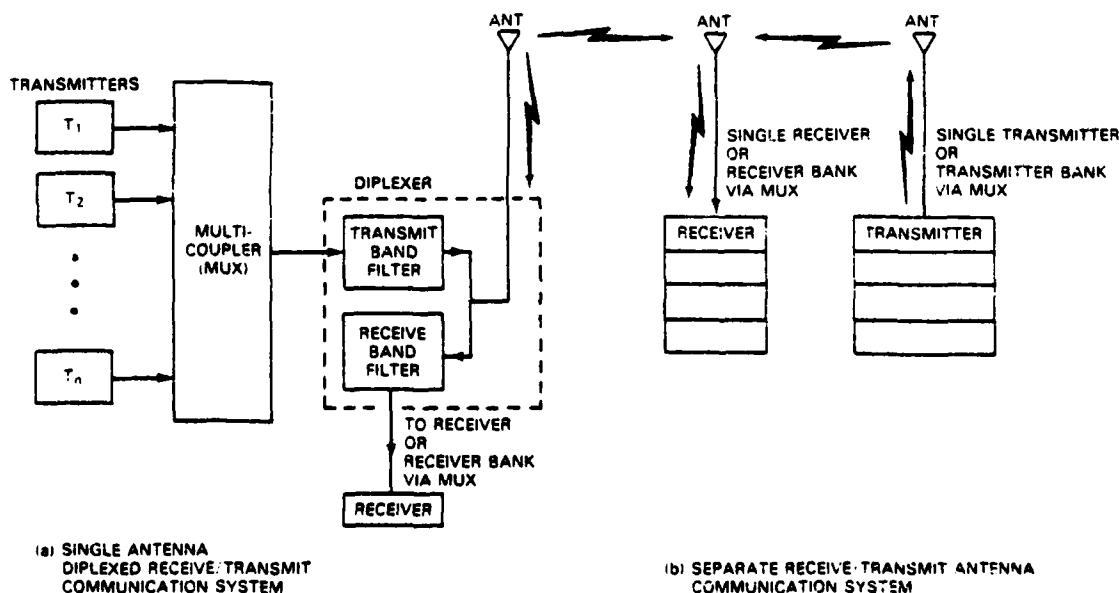 ANT
ANT
ANT
TRANSMITTERS
T1
T2
Tn
MULTI-
COUPLER
(MUX)
DIPLEXER
TRANSMIT
BAND
FILTER
RECEIVE
BAND
FILTER
TO RECEIVER
OR
RECEIVER BANK
VIA MUX
RECEIVER
SINGLE RECEIVER
OR
RECEIVER BANK
VIA MUX
RECEIVER
SINGLE TRANSMITTER
OR
TRANSMITTER BANK
VIA MUX
TRANSMITTER
(a) SINGLE ANTENNA
DIPLEXED RECEIVE/TRANSMIT
COMMUNICATION SYSTEM
(b) SEPARATE RECEIVE-TRANSMIT ANTENNA
COMMUNICATION SYSTEM